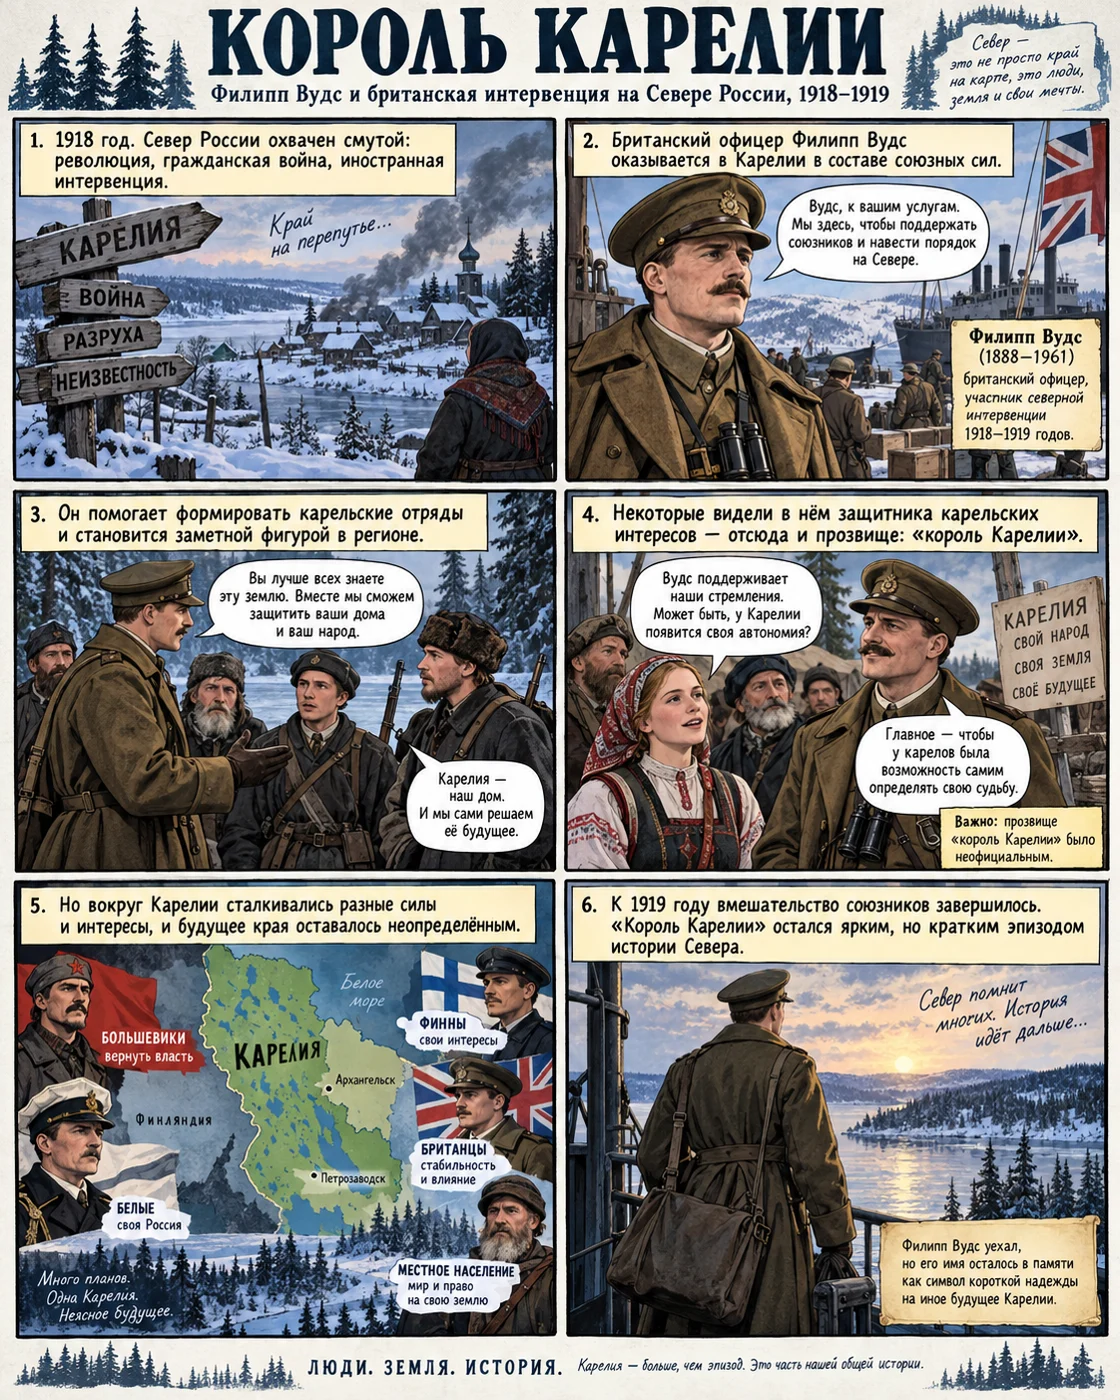 КОРОЛЬ КАРЕЛИИ
Филипп Вудс и британская интервенция на Севере России, 1918–1919
Север —
это не проспо край
на карпе, это люди,
земля и свои мечты.
1. 1918 год. Север России охвачен смутой:
революция, гражданская война, иностранная
интервенция.
КАРЕЛИЯ
ВОЙНА
РАЗРУХА
НЕИЗВЕСТНОСТЬ
Край
на перепутье...
2. Британский офицер Филипп Вудс
оказывается в Карелии в составе союзных сил.
Вудс, к вашим услугам.
Мы здесь, чтобы поддержать
союзников и навести порядок
на Севере.
Филипп Вудс
(1888–1961)
британский офицер,
участник северной
интервенции
1918–1919 годов.
3. Он помогает формировать карельские отряды
и становится заметной фигурой в регионе.
Вы лучше всех знаете
эту землю. Вместе мы сможем
защитить ваши дома
и ваш народ.
Карелия —
наш дом.
И мы сами решаем
её будущее.
4. Некоторые видели в нём защитника карельских
интересов — отсюда и прозвище: «король Карелии».
Вудс поддерживает
наши стремления.
Может быть, у Карелии
появится своя автономия?
КАРЕЛИЯ
СВОЙ НАРОД
СВОЯ ЗЕМЛЯ
СВОЁ БУДУЩЕЕ
Главное — чтобы
у карелов была
возможность самим
определять свою судьбу.
Важно: прозвище
«король Карелии» было
неофициальным.
5. Но вокруг Карелии сталкивались разные силы
и интересы, и будущее края оставалось неопределённым.
БОЛЬШЕВИКИ
вернуть власть
Белое
море
ФИННЫ
свои интересы
КАРЕЛИЯ
Архангельск
Финляндия
БРИТАНЦЫ
стабильность
и влияние
Петрозаводск
БЕЛЫЕ
своя Россия
МЕСТНОЕ НАСЕЛЕНИЕ
мир и право
на свою землю
Много планов.
Одна Карелия.
Неясное будущее.
6. К 1919 году вмешательство союзников завершилось.
«Король Карелии» остался ярким, но кратким эпизодом
истории Севера.
Север помнит
многих. История
идёт дальше...
Филипп Вудс уехал,
но его имя осталось в памяти
как символ короткой надежды
на иное будущее Карелии.
ЛЮДИ. ЗЕМЛЯ. ИСТОРИЯ.
Карелия — больше, чем эпизод. Это часть нашей общей истории.